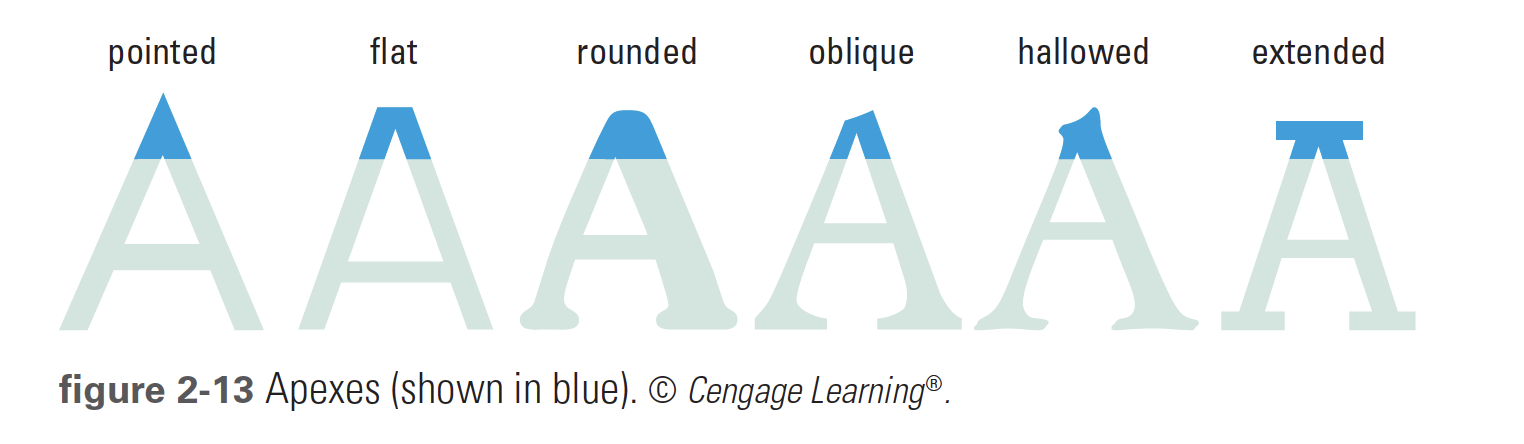 pointed flat rounded oblique hallowed extended
A A A A A A
figure 2-13 Apexes (shown in blue). © Cengage Learning®.